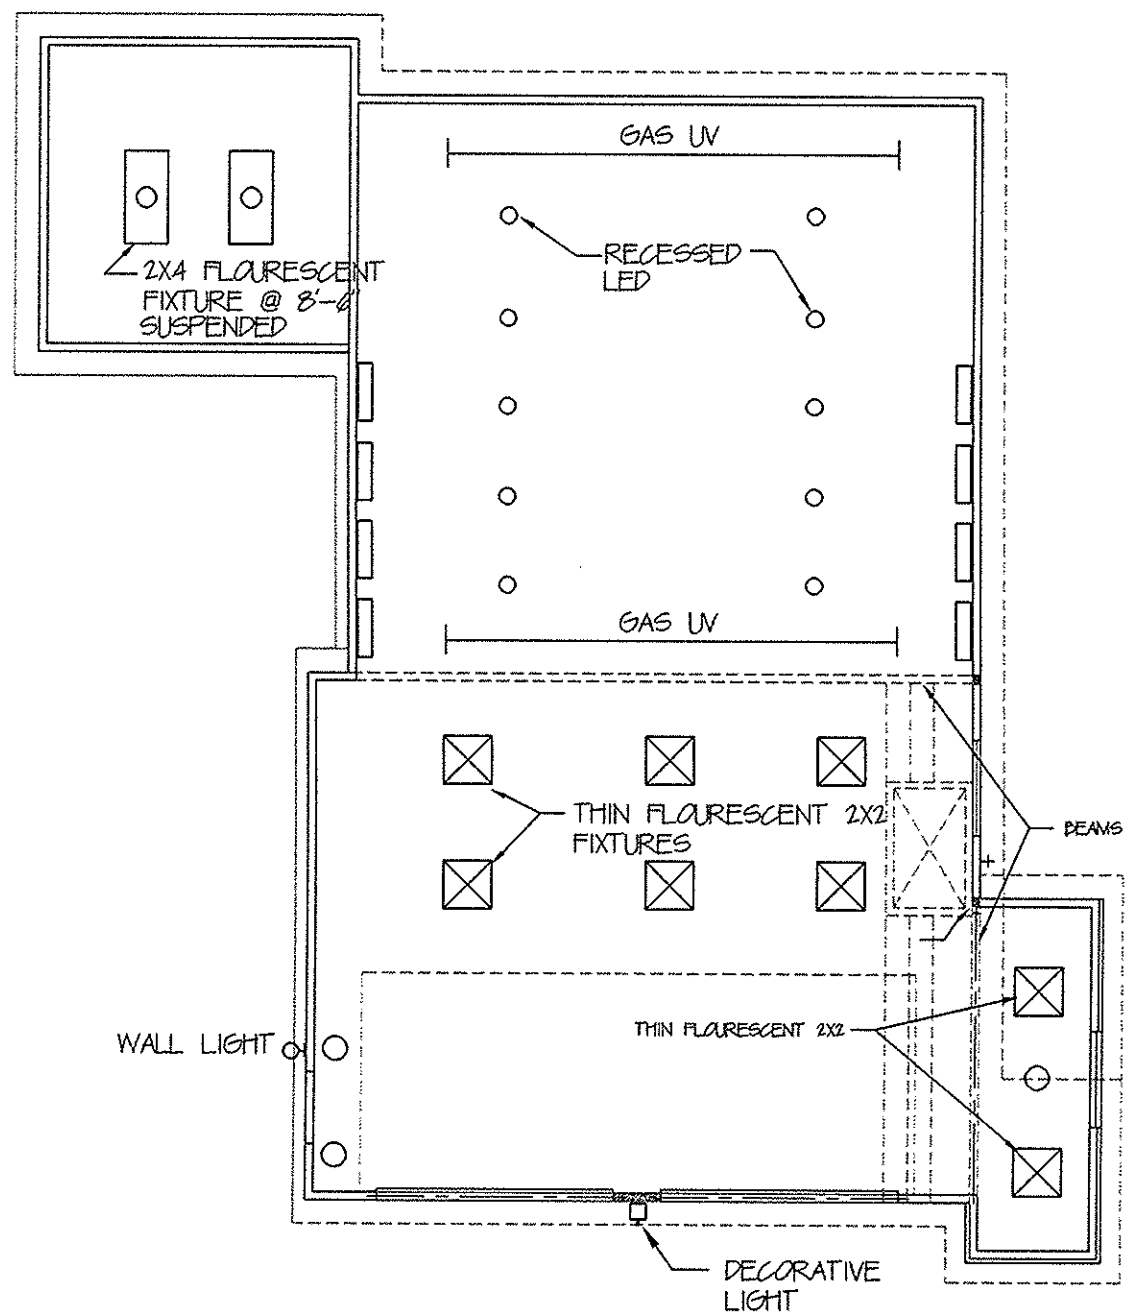 GAS UV
RECESSED
LED
2X4 FLOURESCENT
FIXTURE @ 8'-6"
SUSPENDED
GAS UV
THIN FLOURESCENT 2X2
FIXTURES
BEAMS
THIN FLOURESCENT 2X2
WALL LIGHT
DECORATIVE
LIGHT